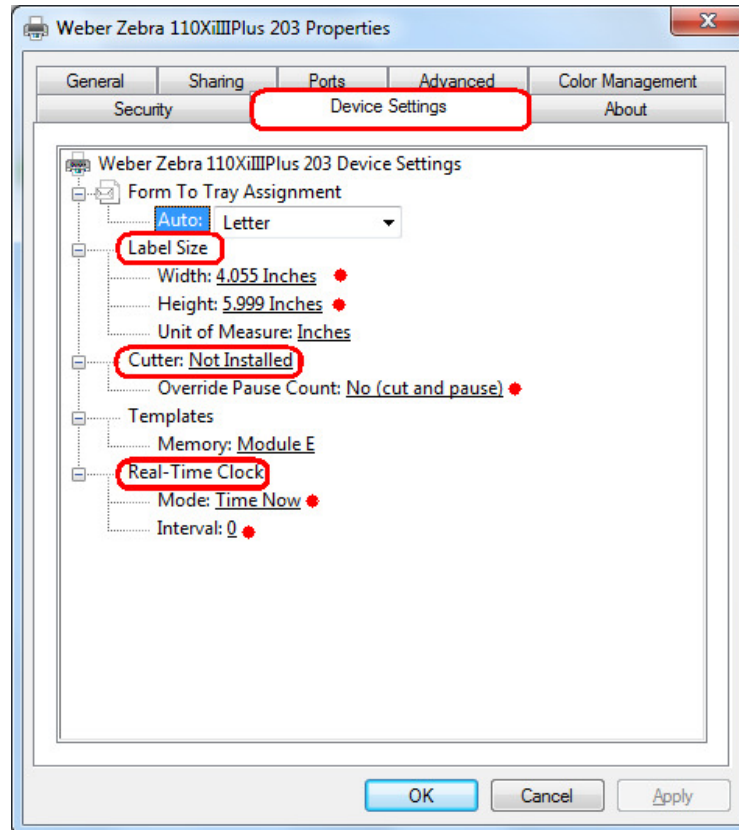 Weber Zebra 110XiIIIPlus 203 Properties
General Sharing Ports Advanced Color Management
Security Device Settings About
Weber Zebra 110XiIIIPlus 203 Device Settings
Form To Tray Assignment
Auto: Letter
Label Size
Width: 4.055 Inches
Height: 5.999 Inches
Unit of Measure: Inches
Cutter: Not Installed
Override Pause Count: No (cut and pause)
Templates
Memory: Module E
Real-Time Clock
Mode: Time Now
Interval: 0
OK Cancel Apply